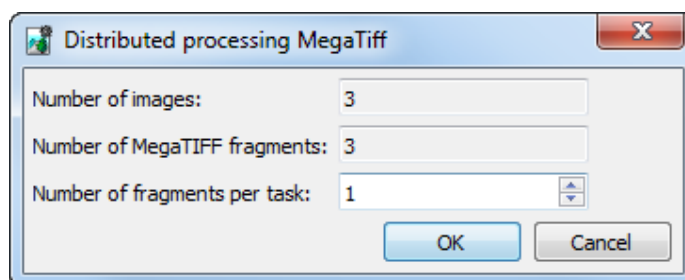 Distributed processing MegaTiff
Number of images: 3
Number of MegaTIFF fragments: 3
Number of fragments per task: 1
OK Cancel